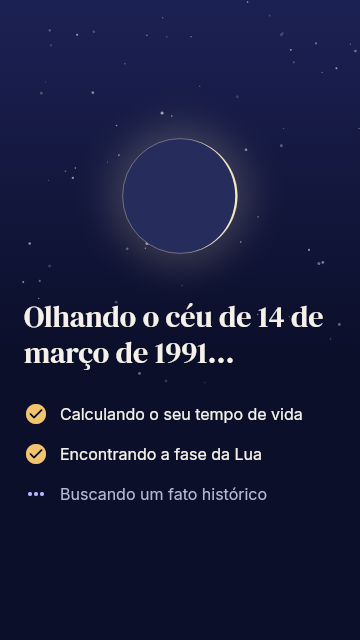 Olhando o céu de 14 de
março de 1991...
Calculando o seu tempo de vida
Encontrando a fase da Lua
Buscando um fato histórico